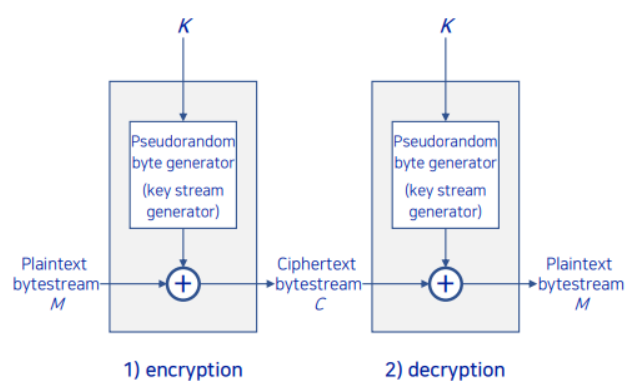 K
K
Pseudorandom
byte generator
(key stream
generator)
Pseudorandom
byte generator
(key stream
generator)
Plaintext
bytestream
M
+
Ciphertext
bytestream
C
+
Plaintext
bytestream
M
1) encryption
2) decryption